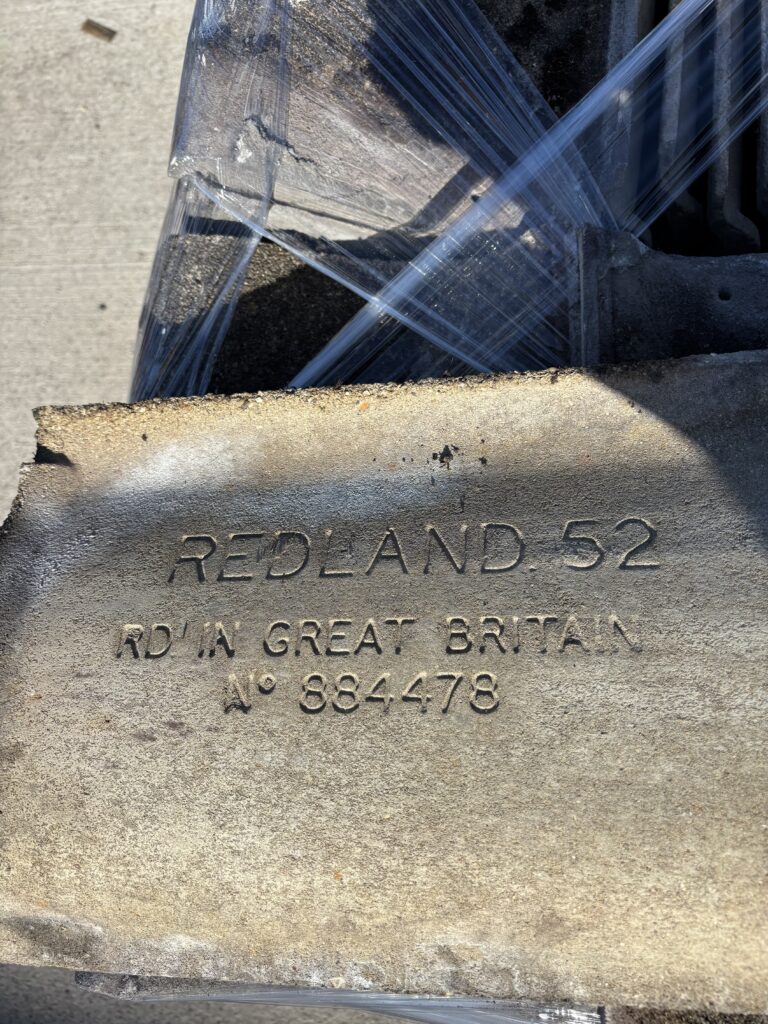 REDLAND. 52
RD' IN GREAT BRITAIN
Nº 884478